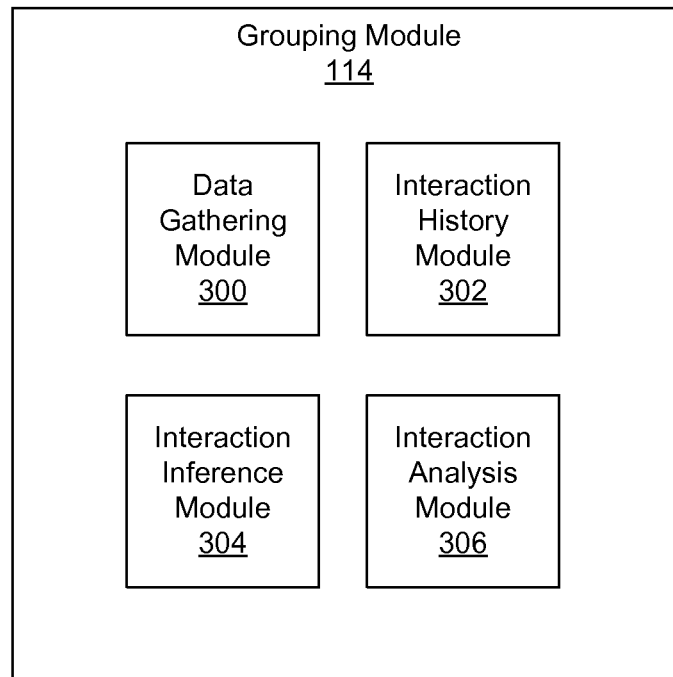 Grouping Module
114
Data
Gathering
Module
300
Interaction
History
Module
302
Interaction
Inference
Module
304
Interaction
Analysis
Module
306